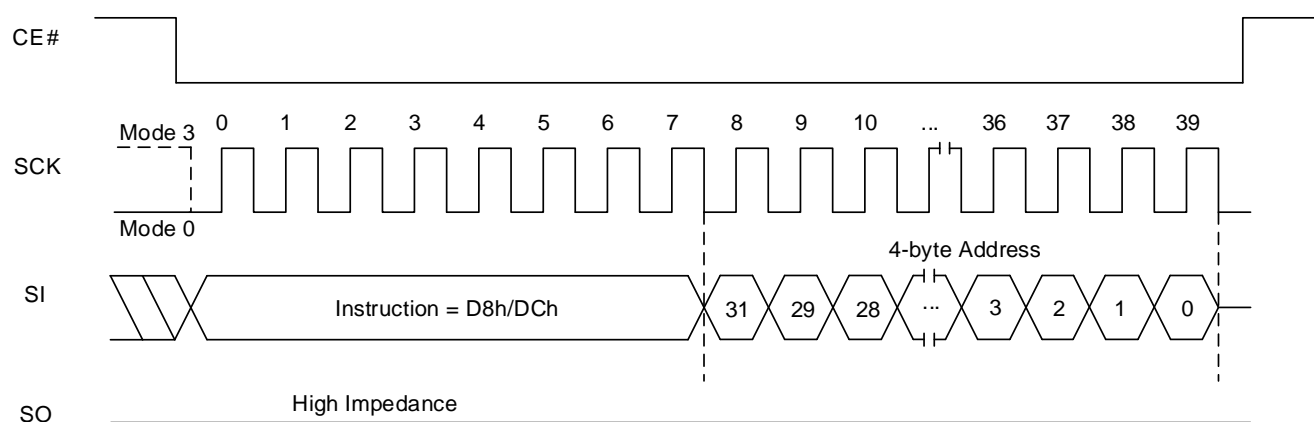 CE#
Mode 3 0 1 2 3 4 5 6 7 8 9 10 ... 36 37 38 39
SCK
Mode 0
4-byte Address
SI Instruction = D8h/DCh 31 29 28 ... 3 2 1 0
High Impedance
SO